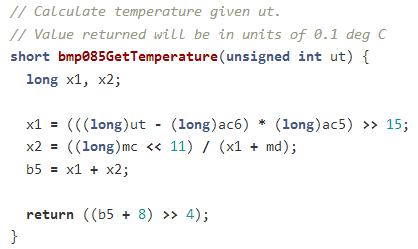 // Calculate temperature given ut.
// Value returned will be in units of 0.1 deg C
short bmp085GetTemperature(unsigned int ut) {
  long x1, x2;

  x1 = (((long)ut - (long)ac6) * (long)ac5) >> 15;
  x2 = ((long)mc << 11) / (x1 + md);
  b5 = x1 + x2;

  return ((b5 + 8) >> 4);
}